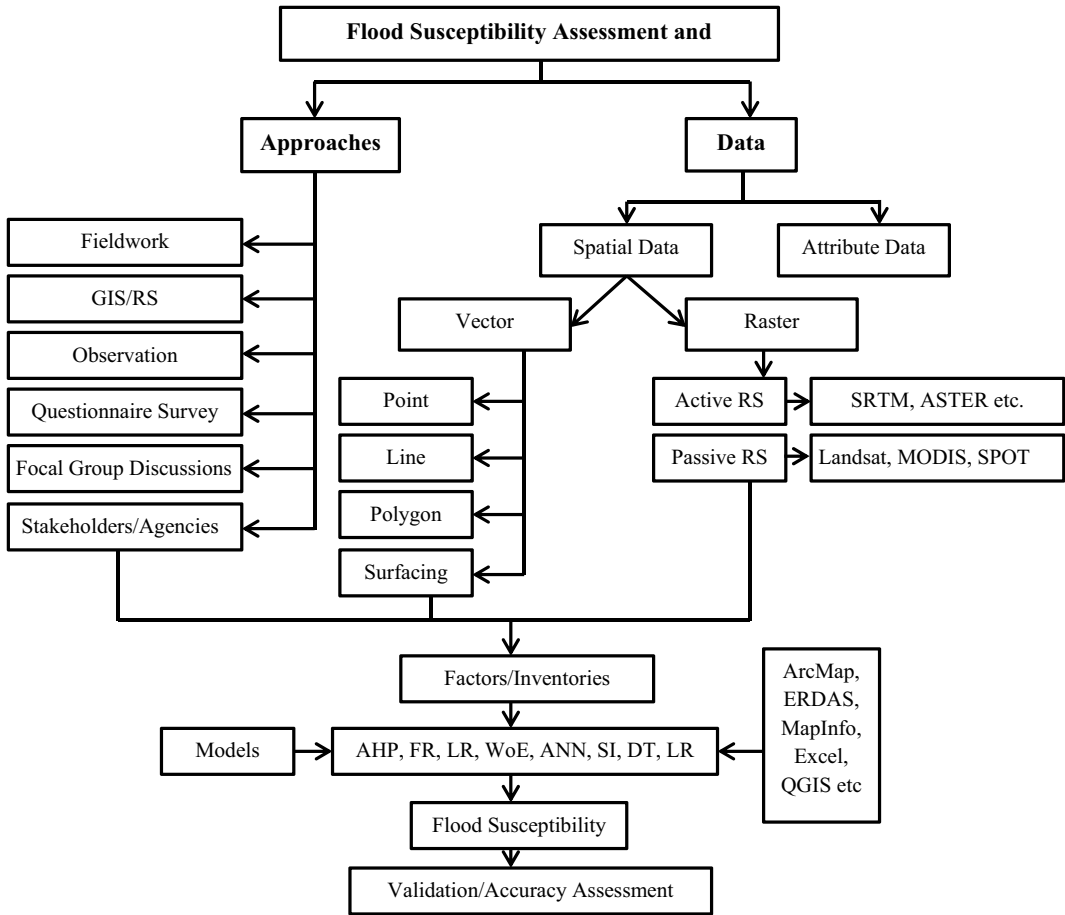 Flood Susceptibility Assessment and
Approaches
Data
Fieldwork
GIS/RS
Observation
Questionnaire Survey
Focal Group Discussions
Stakeholders/Agencies
Spatial Data
Attribute Data
Vector
Raster
Point
Line
Polygon
Surfacing
Active RS
SRTM, ASTER etc.
Passive RS
Landsat, MODIS, SPOT
Factors/Inventories
ArcMap,
ERDAS,
MapInfo,
Excel,
QGIS etc
Models
AHP, FR, LR, WoE, ANN, SI, DT, LR
Flood Susceptibility
Validation/Accuracy Assessment